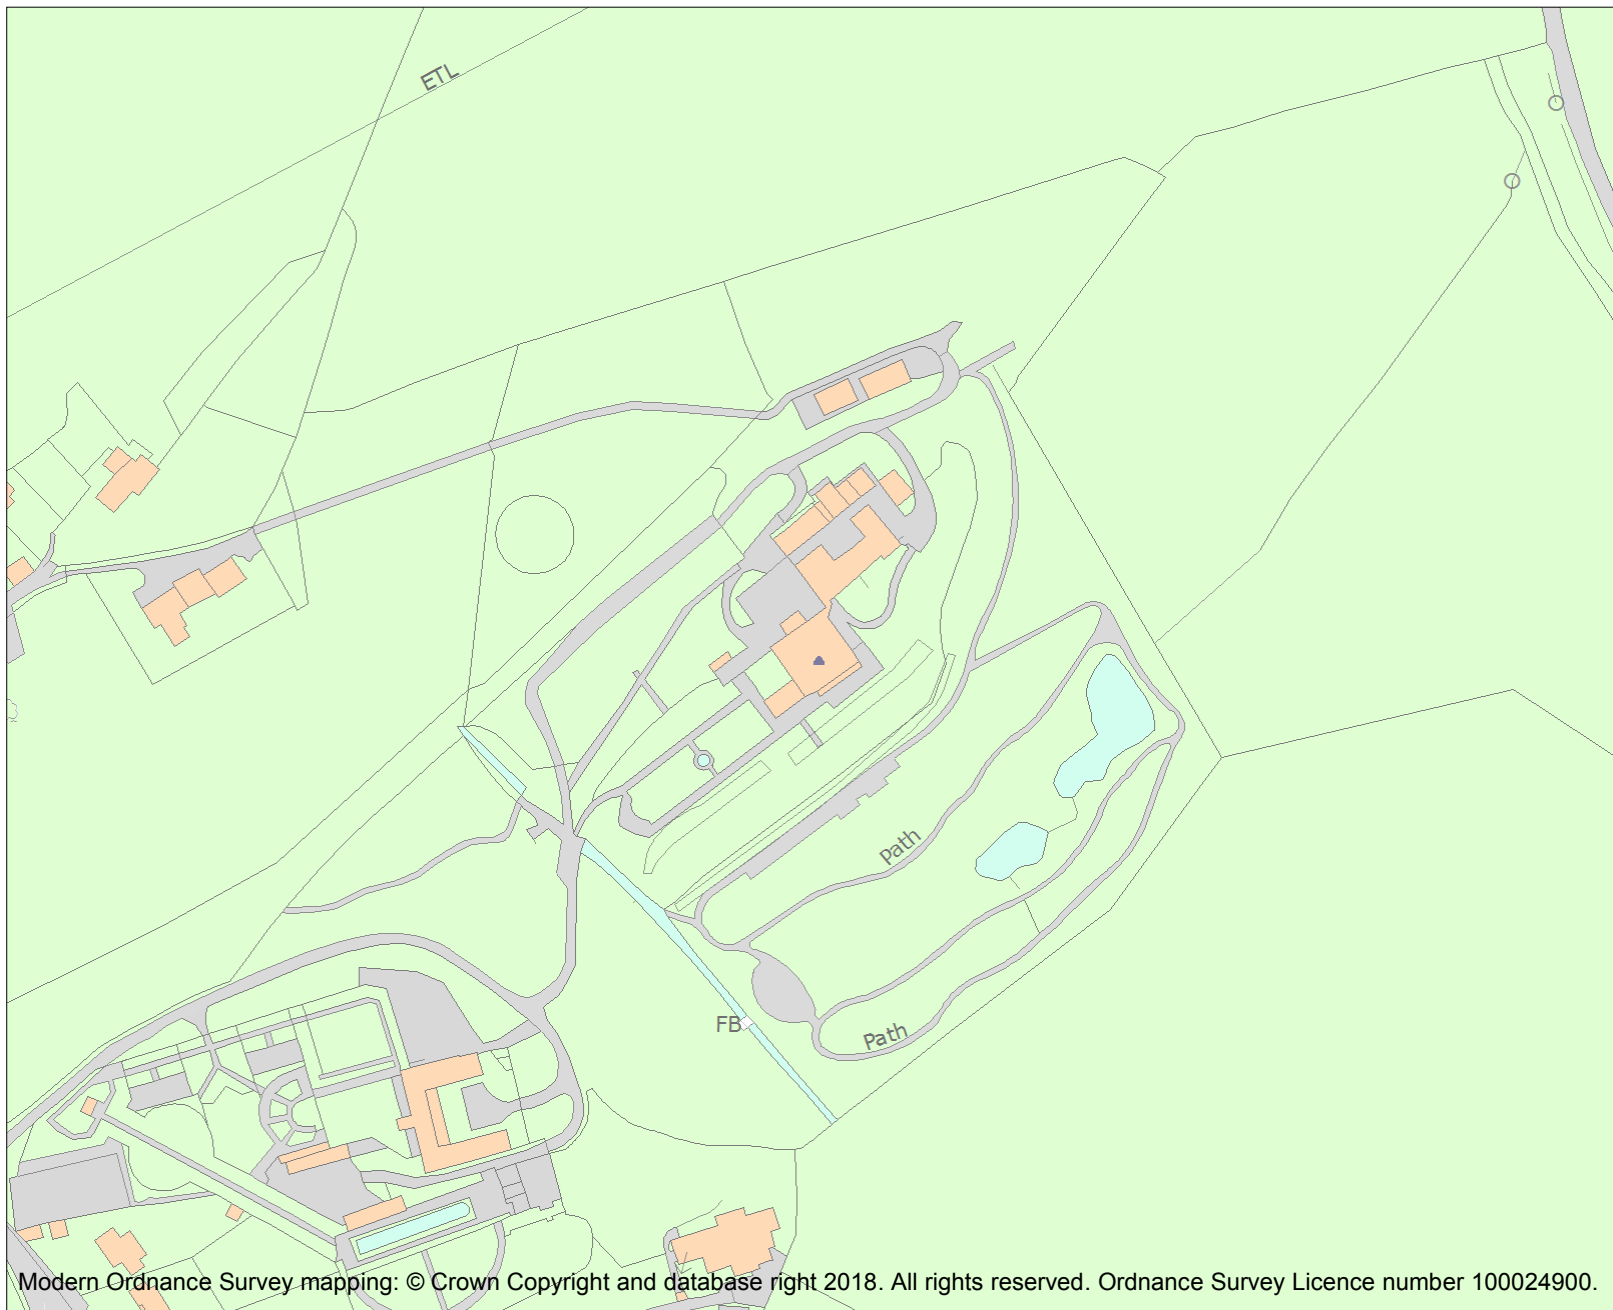 ETL
Path
FB
Path
Modern Ordnance Survey mapping: © Crown Copyright and database right 2018. All rights reserved. Ordnance Survey Licence number 100024900.